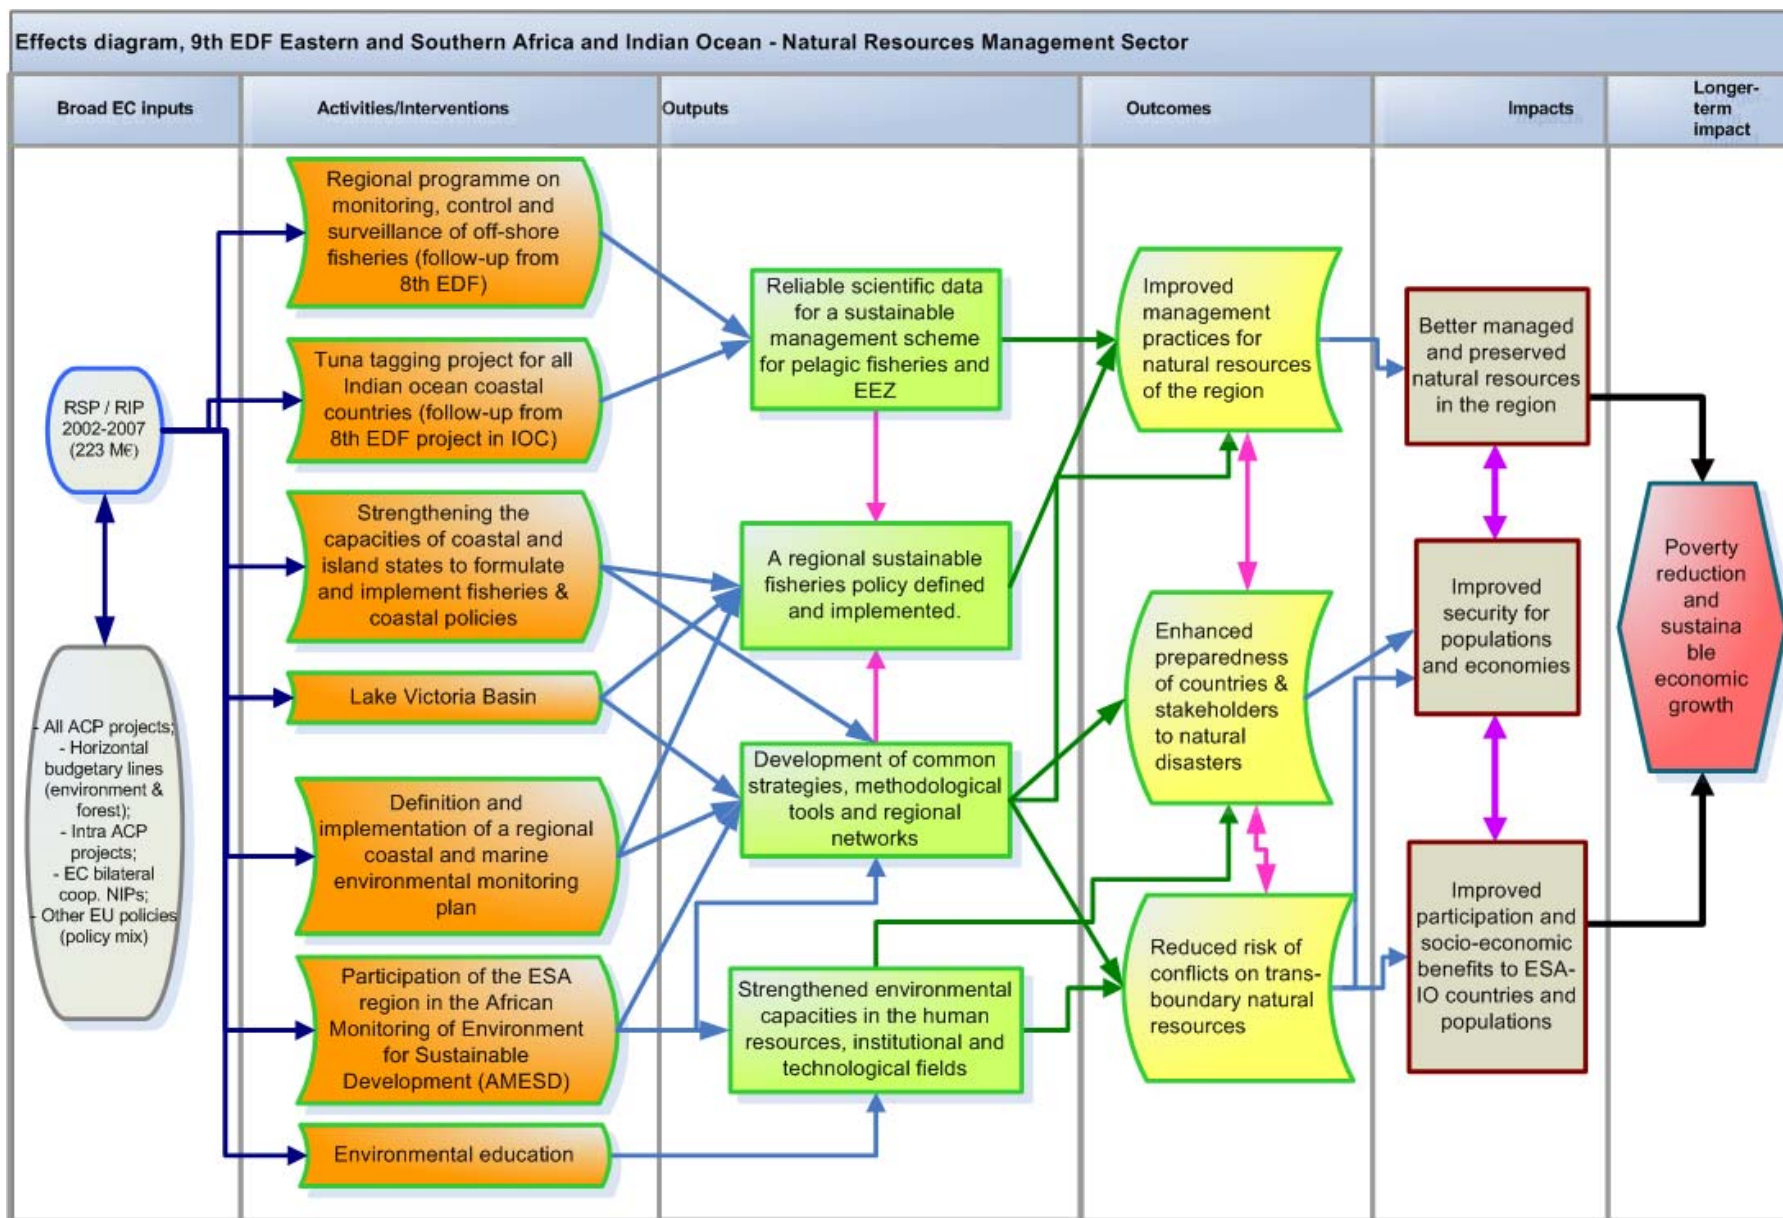 Effects diagram, 9th EDF Eastern and Southern Africa and Indian Ocean - Natural Resources Management Sector
Broad EC inputs
Activities/Interventions
Outputs
Outcomes
Impacts
Longer-
term
impact
RSP / RIP
2002-2007
(223 M€)
- All ACP projects;
- Horizontal
budgetary lines
(environment &
forest);
- Intra ACP
projects;
- EC bilateral
coop. NIPs;
- Other EU policies
(policy mix)
Regional programme on
monitoring, control and
surveillance of off-shore
fisheries (follow-up from
8th EDF)
Tuna tagging project for all
Indian ocean coastal
countries (follow-up from
8th EDF project in IOC)
Strengthening the
capacities of coastal and
island states to formulate
and implement fisheries &
coastal policies
Lake Victoria Basin
Definition and
implementation of a regional
coastal and marine
environmental monitoring
plan
Participation of the ESA
region in the African
Monitoring of Environment
for Sustainable
Development (AMESD)
Environmental education
Reliable scientific data
for a sustainable
management scheme
for pelagic fisheries and
EEZ
A regional sustainable
fisheries policy defined
and implemented.
Development of common
strategies, methodological
tools and regional
networks
Strengthened environmental
capacities in the human
resources, institutional and
technological fields
Improved
management
practices for
natural resources
of the region
Enhanced
preparedness
of countries &
stakeholders
to natural
disasters
Reduced risk of
conflicts on trans-
boundary natural
resources
Better managed
and preserved
natural resources
in the region
Improved
security for
populations
and economies
Improved
participation and
socio-economic
benefits to ESA-
IO countries and
populations
Poverty
reduction
and
sustaina
ble
economic
growth